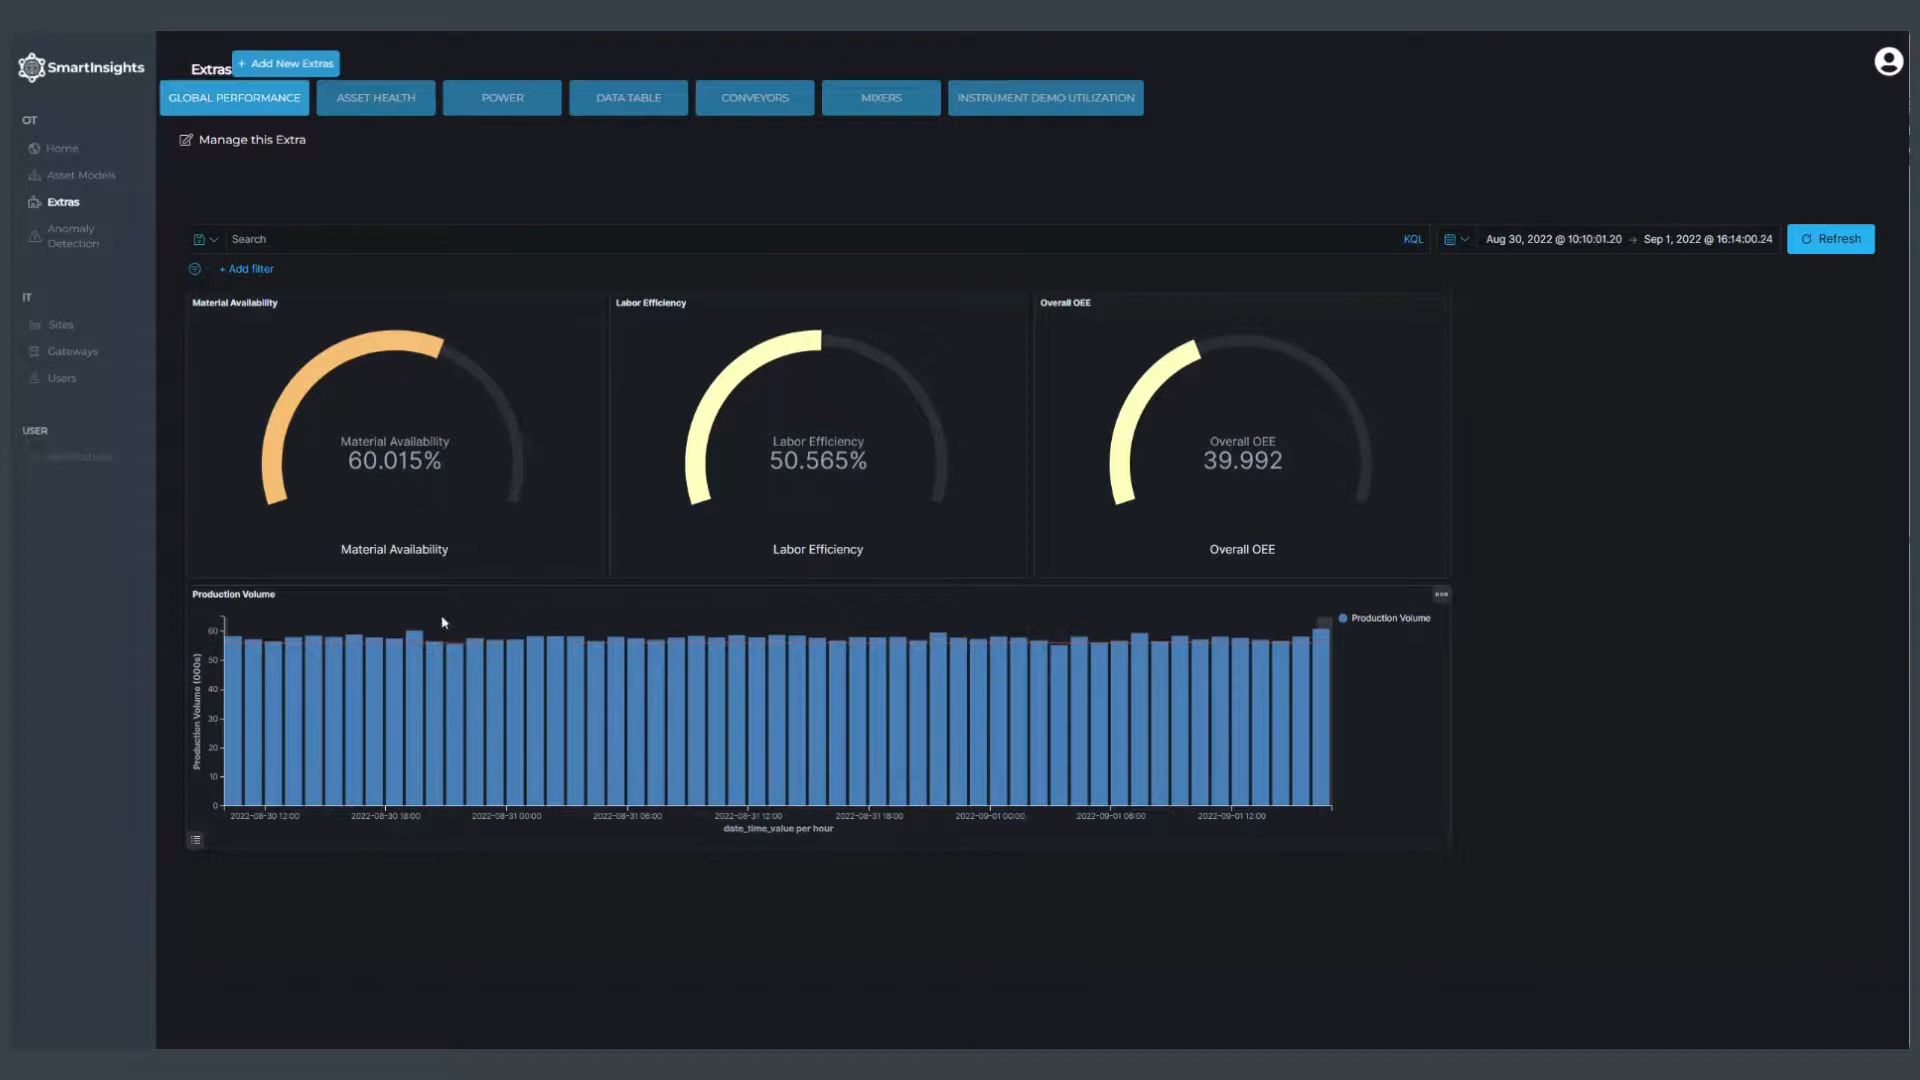 SmartInsights
Extras
+ Add New Extras
GLOBAL PERFORMANCE
ASSET HEALTH
POWER
DATA TABLE
CONVEYORS
MIXERS
INSTRUMENT DEMO UTILIZATION
Manage this Extra
OT
Home
Asset Models
Extras
Anomaly
Detection
IT
Sites
Gateways
Users
USER
Search
KQL
Aug 30, 2022 @ 10:10:01.20 → Sep 1, 2022 @ 16:14:00.24
Refresh
+ Add filter
Material Availability
Material Availability
60.015%
Material Availability
Labor Efficiency
Labor Efficiency
50.565%
Labor Efficiency
Overall OEE
Overall OEE
39.992
Overall OEE
Production Volume
Production Volume
Production Volume (000s)
60
50
40
30
20
10
0
2022-08-30 12:00
2022-08-30 18:00
2022-08-31 00:00
2022-08-31 06:00
2022-08-31 12:00
2022-08-31 18:00
2022-09-01 00:00
2022-09-01 06:00
2022-09-01 12:00
date_time_value per hour